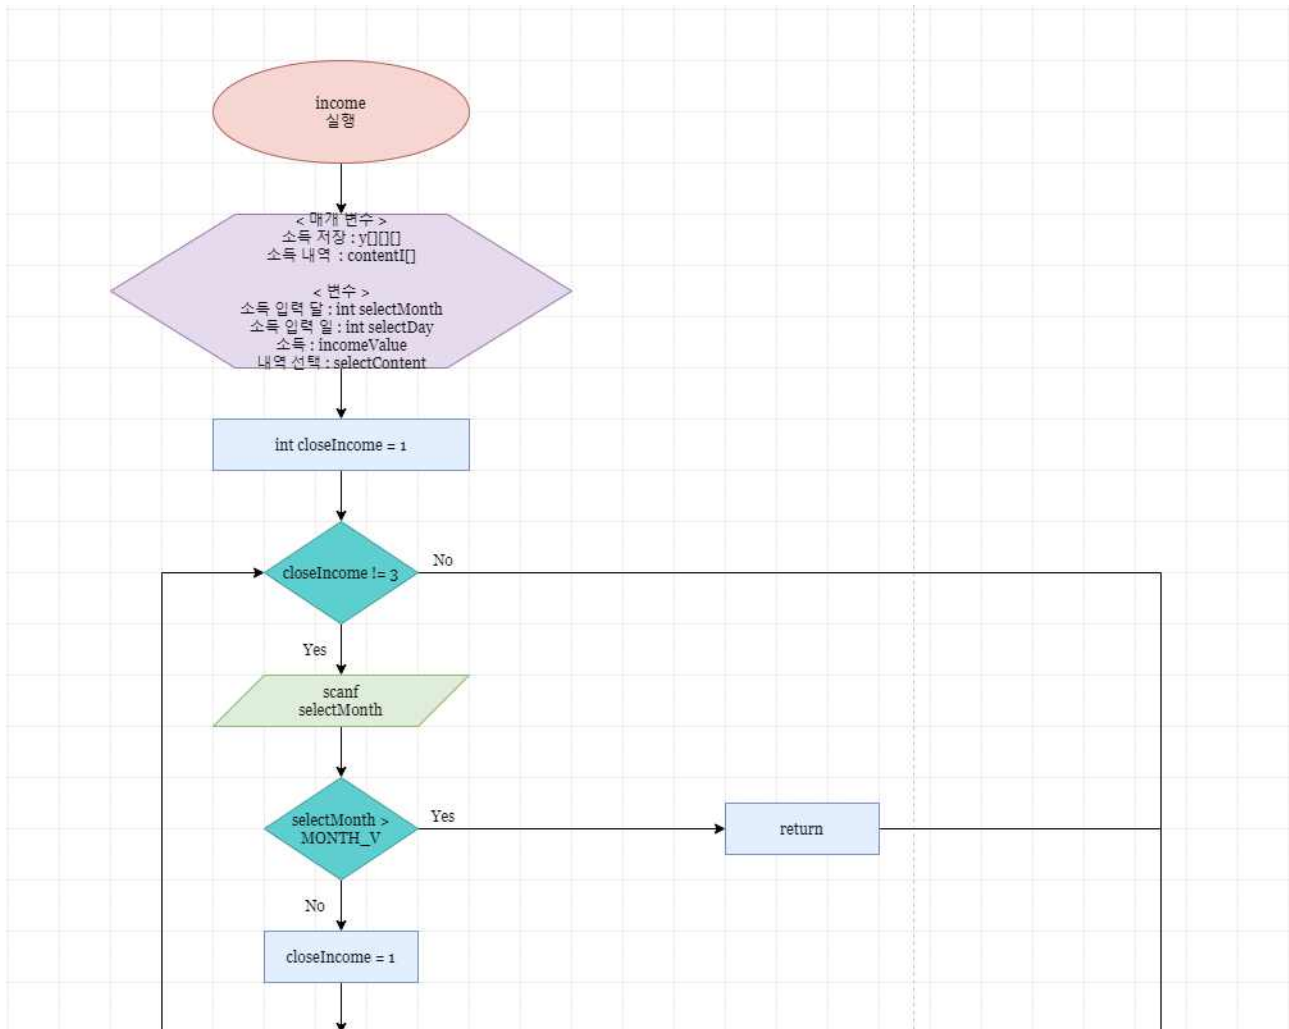 income
실행
< 매개 변수 >
소득 저장 : y[][][]
소득 내역 : contentI[]
< 변수 >
소득 입력 달 : int selectMonth
소득 입력 일 : int selectDay
소득 : incomeValue
내역 선택 : selectContent
int closeIncome = 1
closeIncome != 3
No
Yes
scanf
selectMonth
selectMonth >
MONTH_V
Yes
return
No
closeIncome = 1